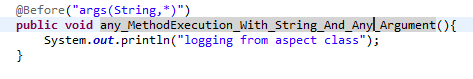 @Before("args(String,*)")
public void any_MethodExecution_With_String_And_Any_Argument(){
System.out.println("logging from aspect class");
}